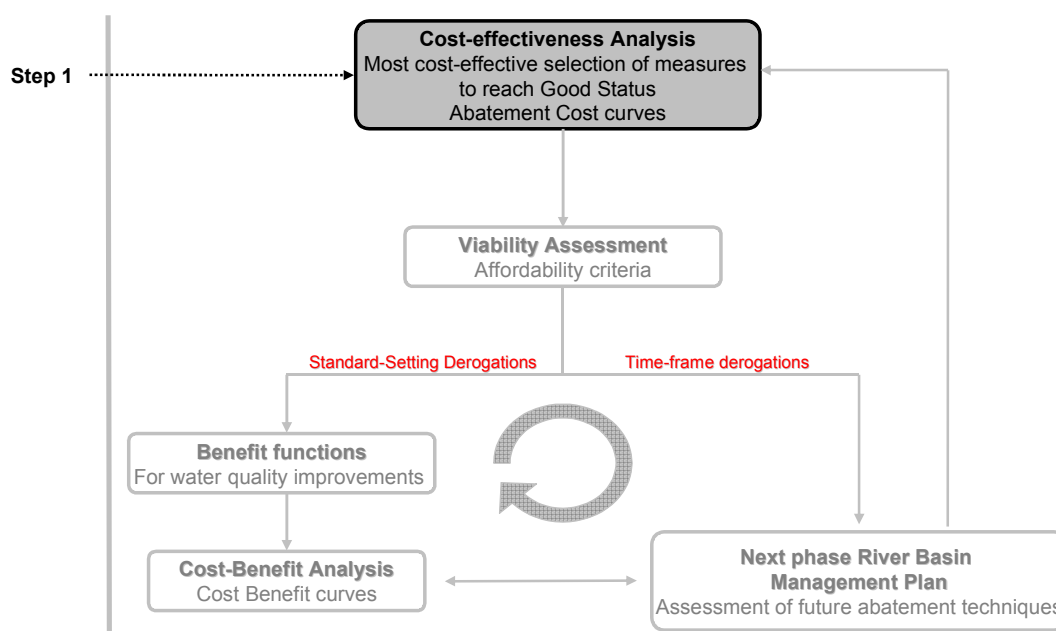 Cost-effectiveness Analysis
Step 1
Most cost-effective selection of measures
to reach Good Status
Abatement Cost curves
Viability Assessment
Affordability criteria
Standard-Setting Derogations
Time-frame derogations
Benefit functions
For water quality improvements
Cost-Benefit Analysis
Cost Benefit curves
Next phase River Basin
Management Plan
Assessment of future abatement techniques